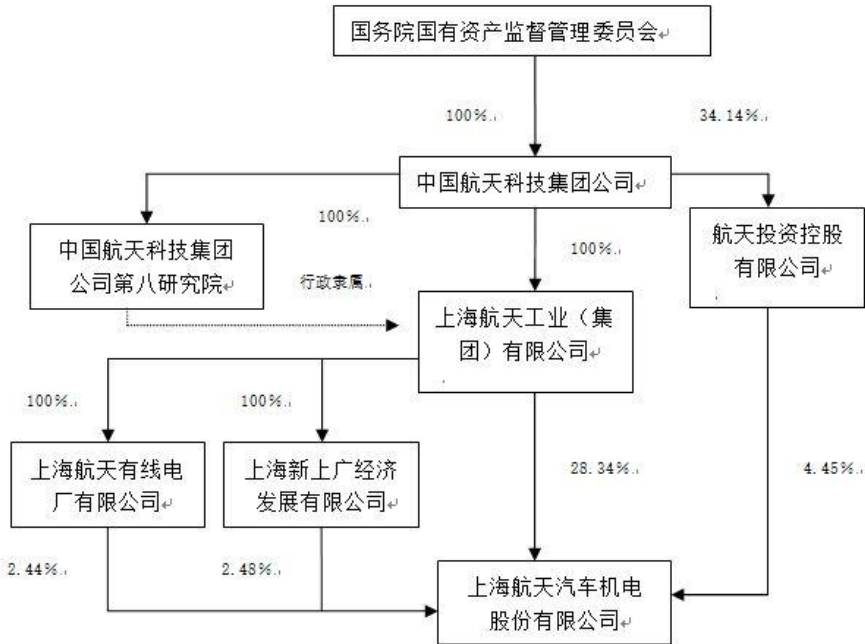 国务院国有资产监督管理委员会
100%
34.14%
中国航天科技集团公司
100%
中国航天科技集团
公司第八研究院
100%
航天投资控股
有限公司
行政隶属
上海航天工业（集
团）有限公司
100%
100%
上海航天有线电
厂有限公司
上海新上广经济
发展有限公司
28.34%
4.45%
2.44%
2.48%
上海航天汽车机电
股份有限公司